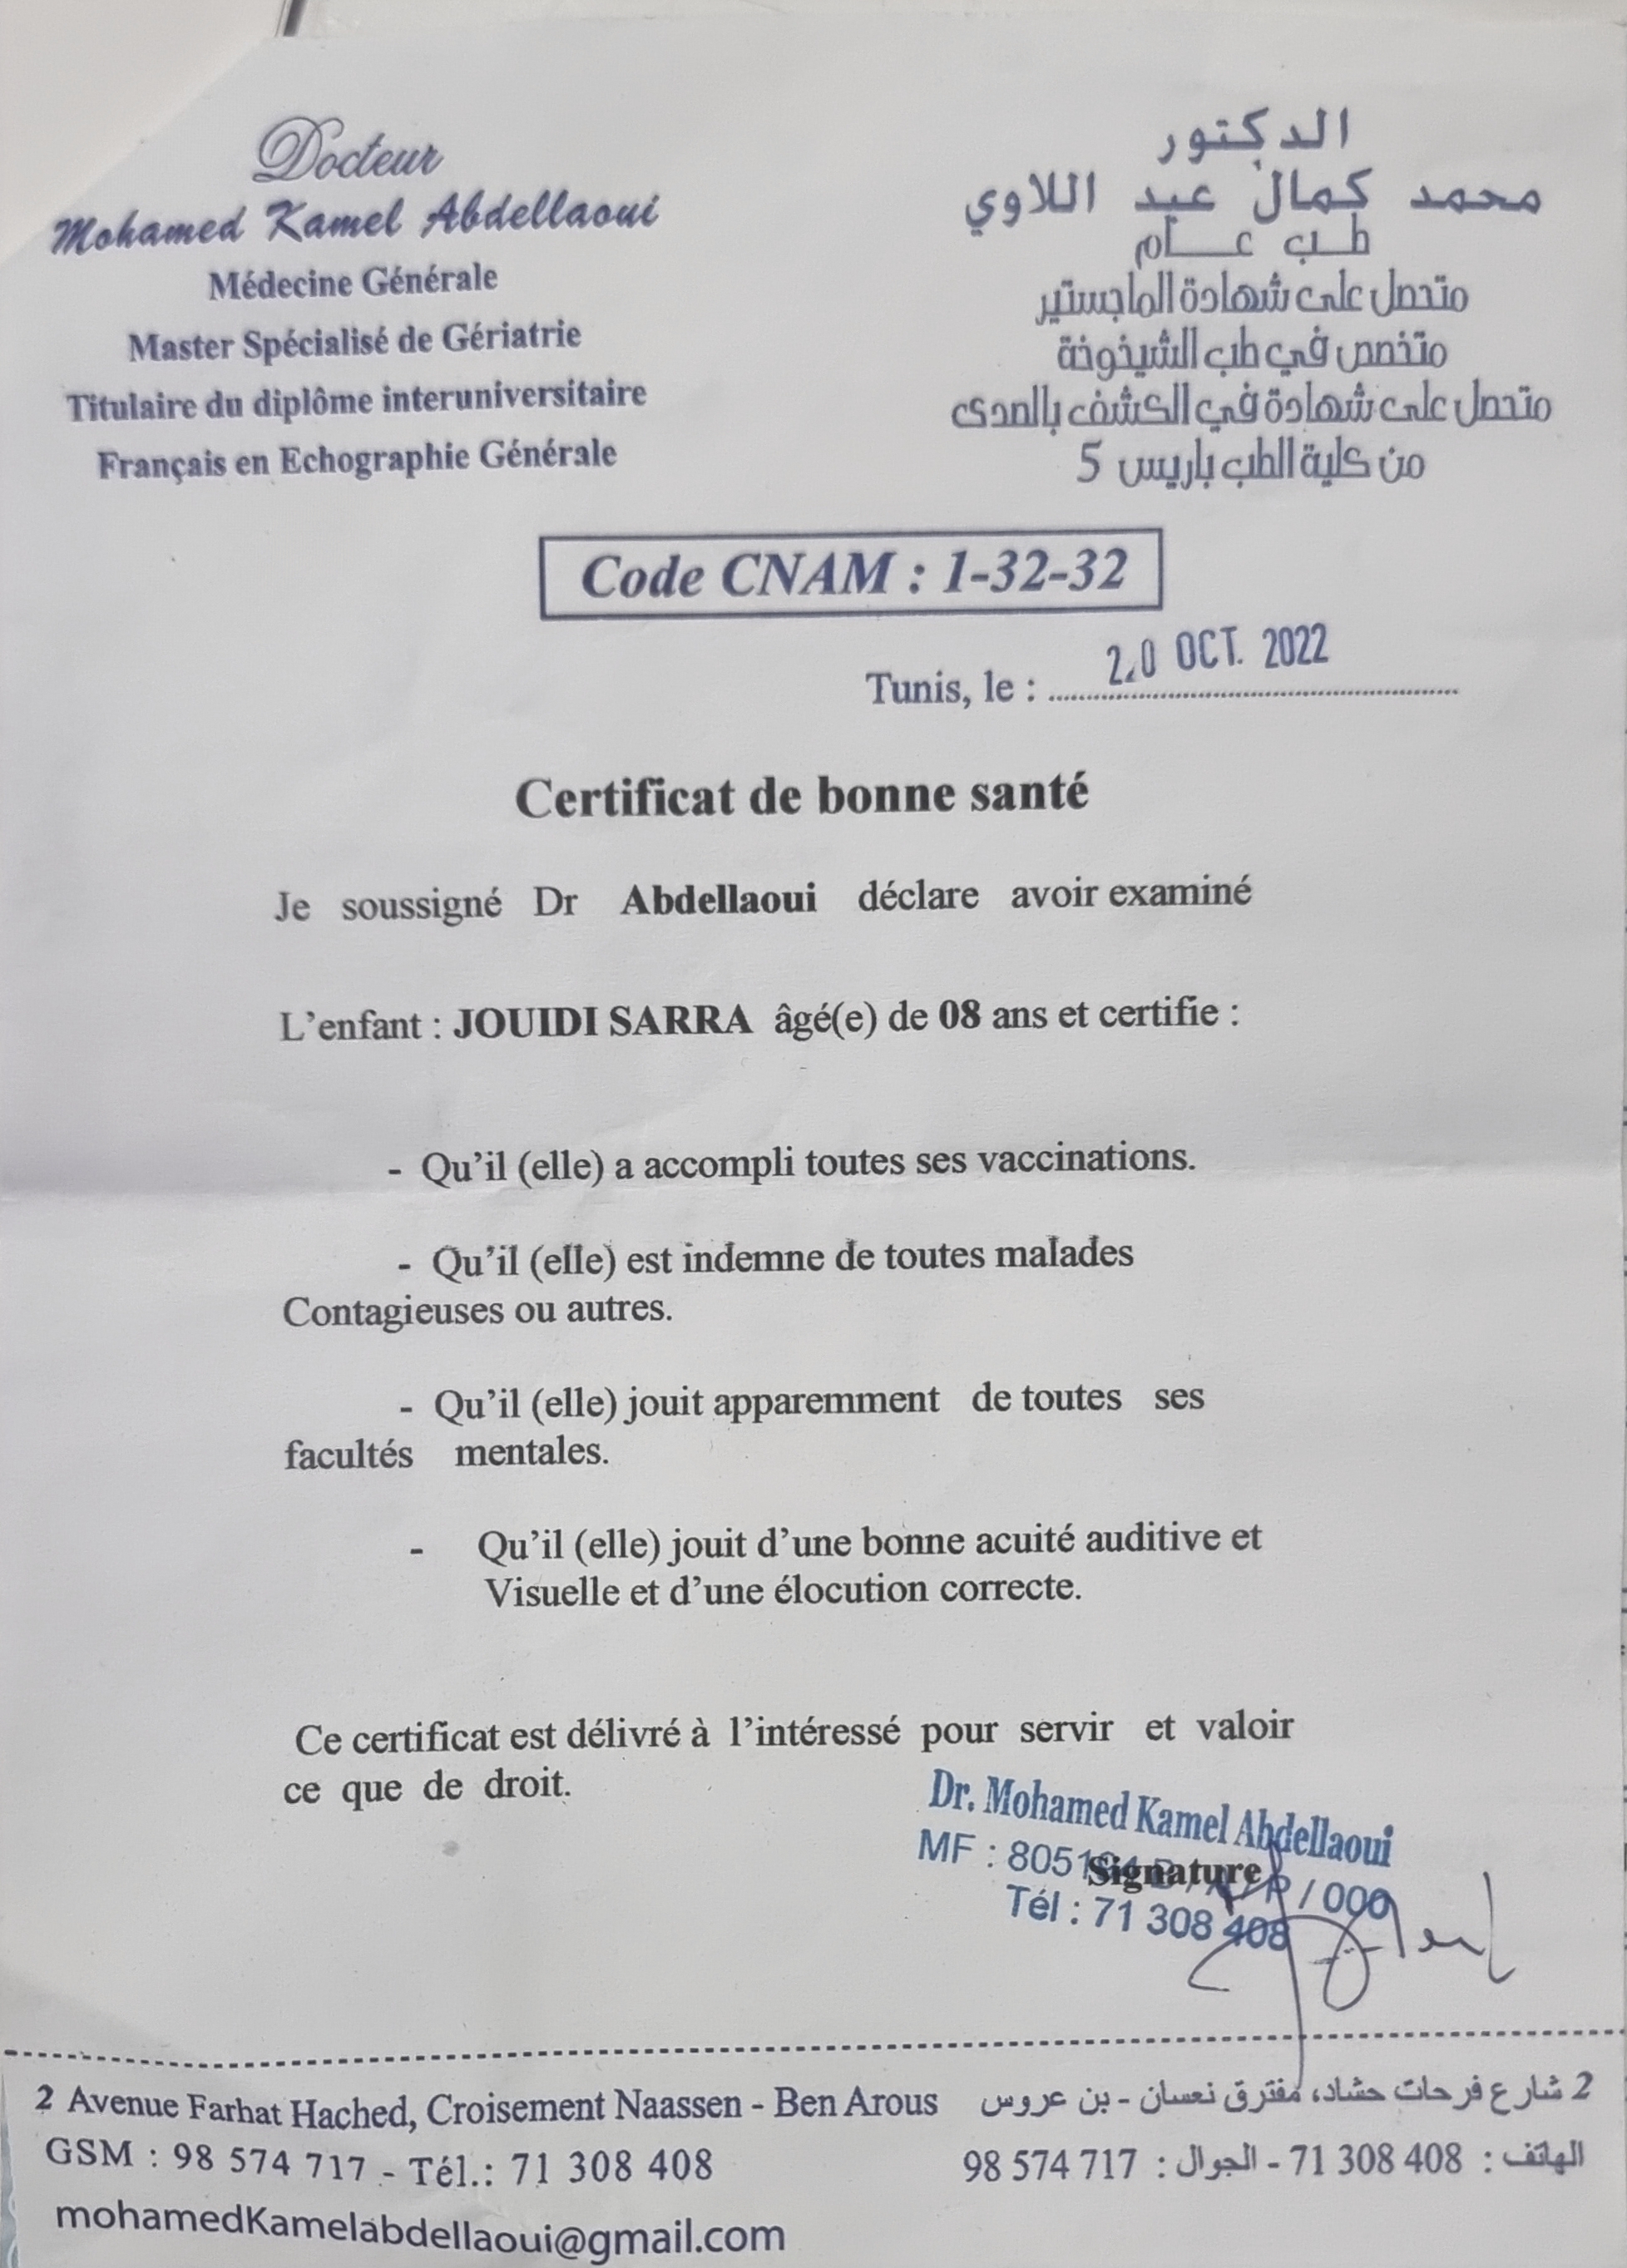 Docteur
Mohamed Kamel Abdellaoui
Médecine Générale
Master Spécialisé de Gériatrie
Titulaire du diplôme interuniversitaire
Français en Echographie Générale
الدكتور
محمد كمال عبد اللاوي
طب عام
متحصل على شهادة الماجستير
متخصص في طب الشيخوخة
متحصل على شهادة في الكشف بالصدى
من كلية الطب باريس 5
Code CNAM : 1-32-32
Tunis, le : 20 OCT. 2022
Certificat de bonne santé
Je soussigné Dr Abdellaoui déclare avoir examiné
L'enfant : JOUIDI SARRA âgé(e) de 08 ans et certifie :
- Qu'il (elle) a accompli toutes ses vaccinations.
- Qu'il (elle) est indemne de toutes malades
Contagieuses ou autres.
- Qu'il (elle) jouit apparemment de toutes ses
facultés mentales.
- Qu'il (elle) jouit d'une bonne acuité auditive et
Visuelle et d'une élocution correcte.
Ce certificat est délivré à l'intéressé pour servir et valoir
ce que de droit.
Dr. Mohamed Kamel Abdellaoui
MF : / P / 000
Signature
Tél : 71 308 408
2 Avenue Farhat Hached, Croisement Naassen - Ben Arous
GSM : 98 574 717 - Tél.: 71 308 408
mohamedKamelabdellaoui@gmail.com
2 شارع فرحات حشاد، مفترق نعسان - بن عروس
الهاتف : 71 308 408 - الجوال : 98 574 717